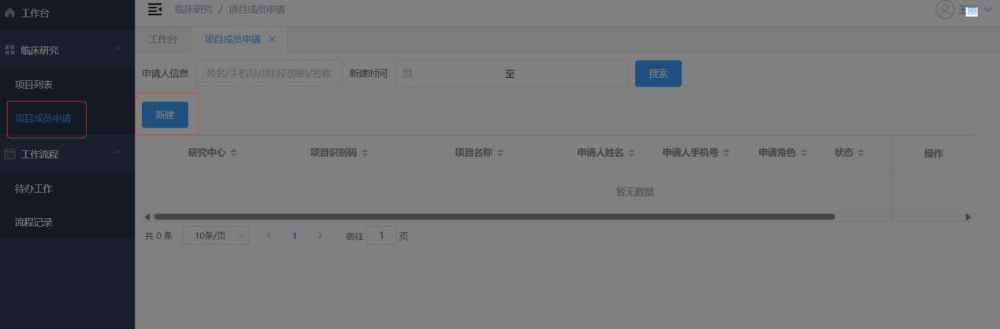 工作台
临床研究
项目列表
项目成员申请
工作流程
待办工作
流程记录
临床研究 / 项目成员申请
王丽
工作台 项目成员申请 ×
申请人信息 姓名/手机号/项目识别码/名称 新建时间 至 搜索
新建
研究中心 项目识别码 项目名称 申请人姓名 申请人手机号 申请角色 状态 操作
暂无数据
共 0 条 10条/页 < 1 > 前往 1 页